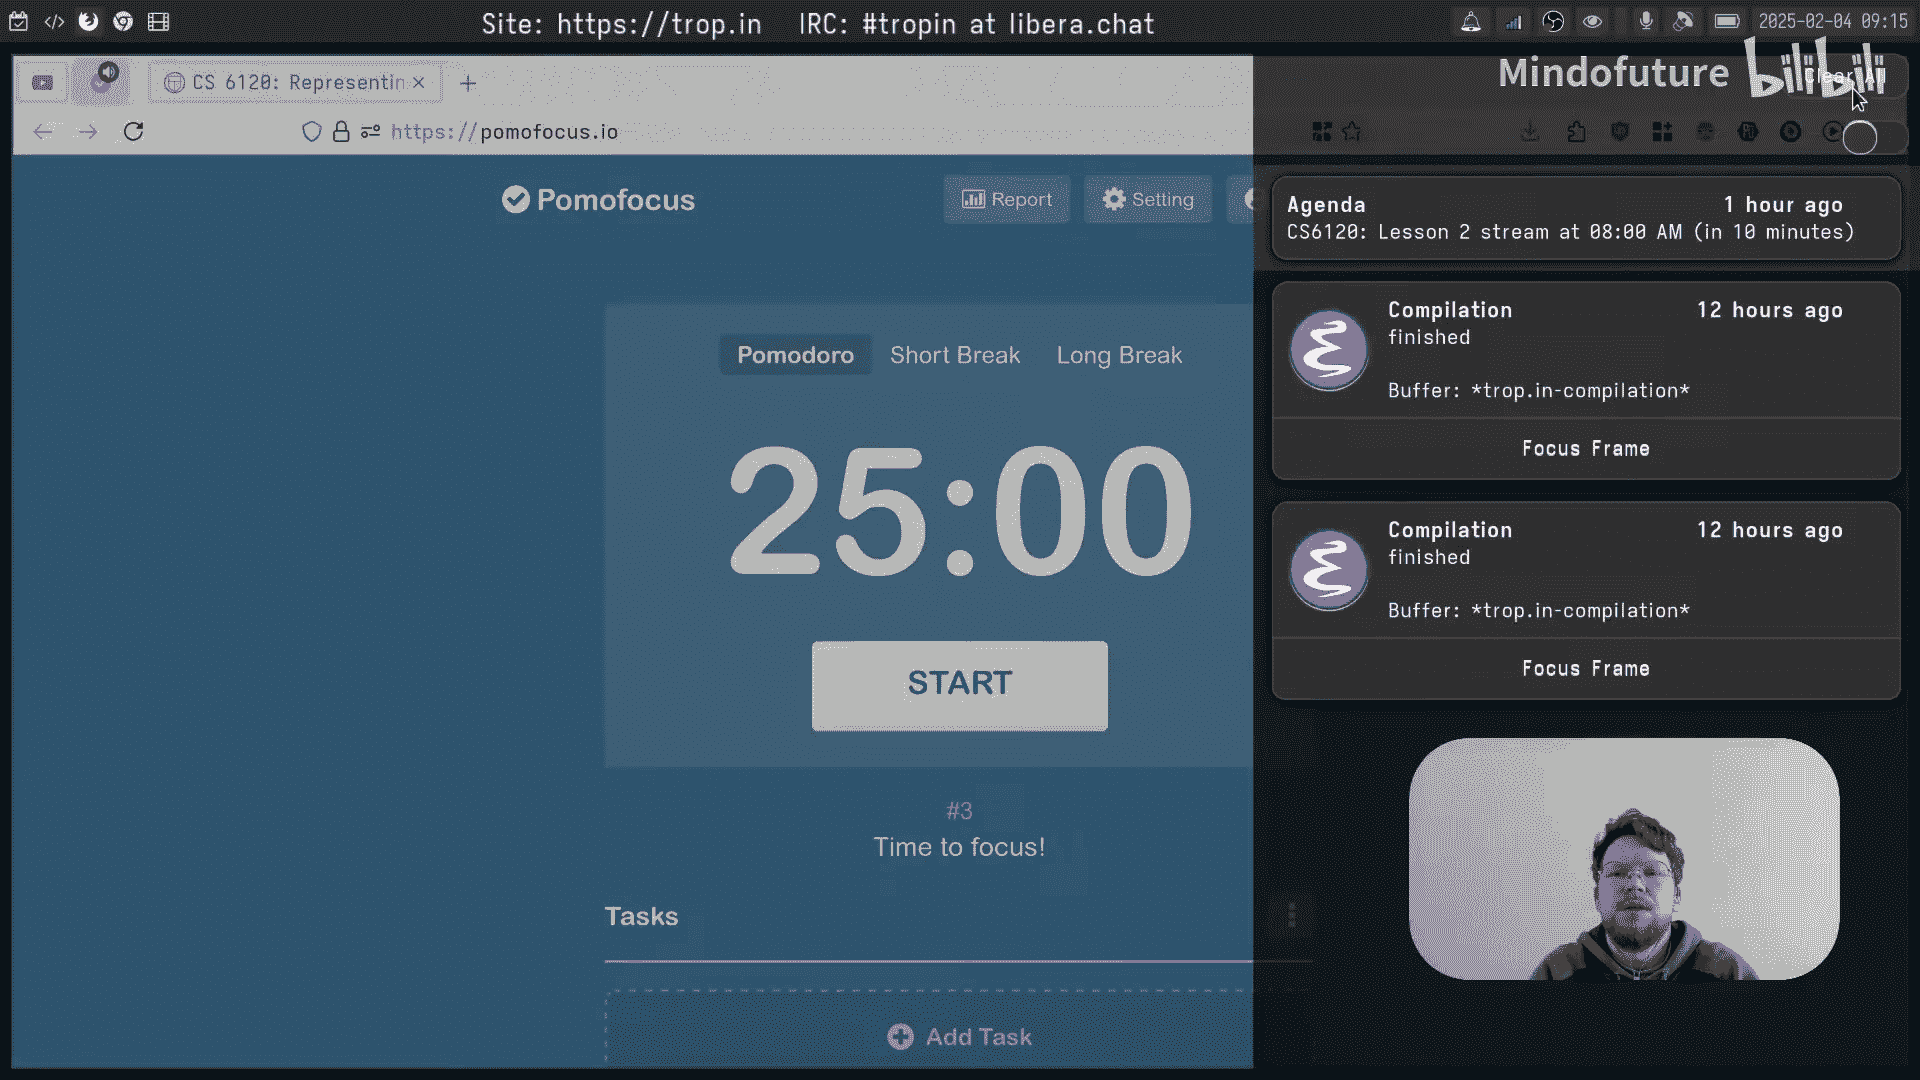 Site: https://trop.in IRC: #tropin at libera.chat
2025-02-04 09:15
Mindofuture bilibili
Clear All
CS 6120: Representin
https://pomofocus.io
Pomofocus
Report
Setting
Pomodoro
Short Break
Long Break
25:00
START
#3
Time to focus!
Tasks
Add Task
Agenda
1 hour ago
CS6120: Lesson 2 stream at 08:00 AM (in 10 minutes)
Compilation
12 hours ago
finished
Buffer: *trop.in-compilation*
Focus Frame
Compilation
12 hours ago
finished
Buffer: *trop.in-compilation*
Focus Frame